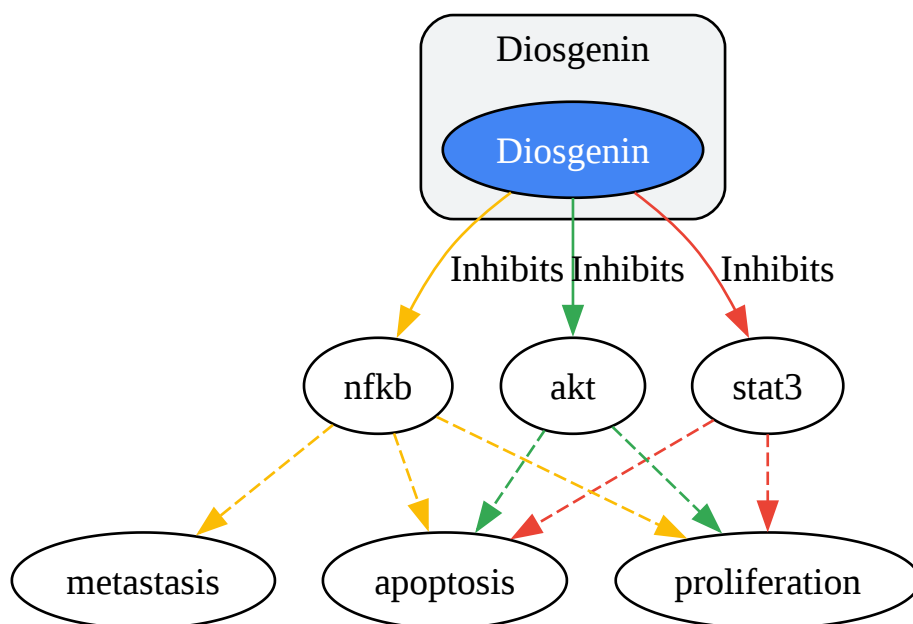 Diosgenin
Diosgenin
Inhibits Inhibits Inhibits
nfkb akt stat3
metastasis apoptosis proliferation